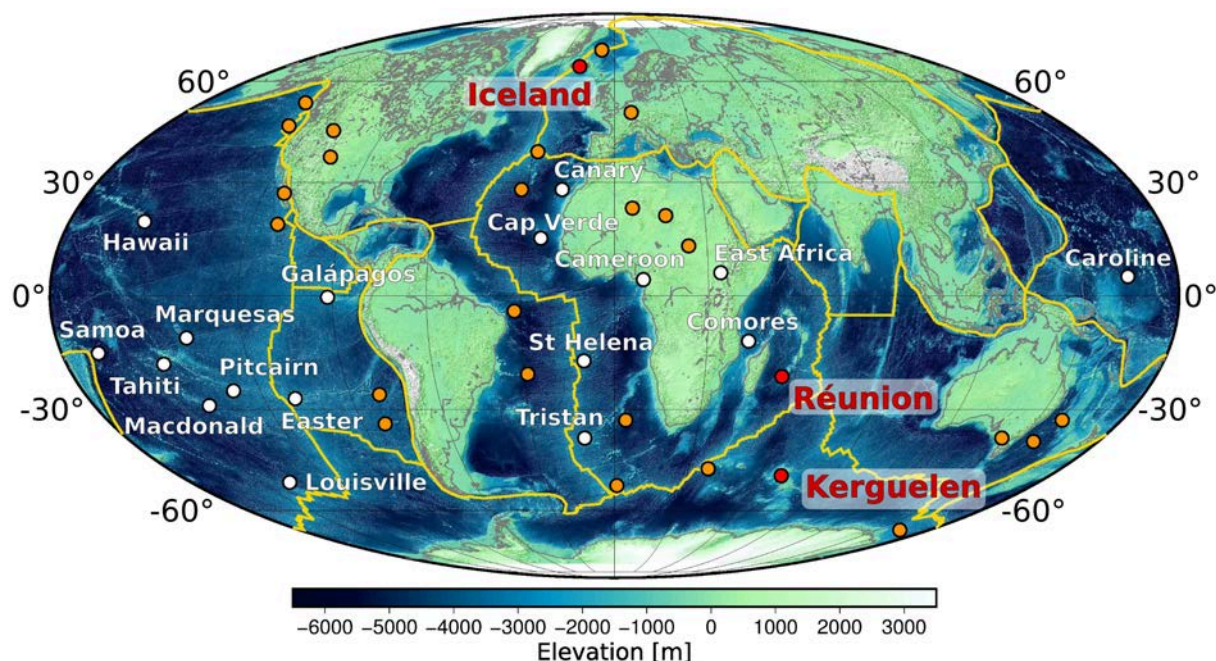 60°
60°
Iceland
30°
30°
Canary
Hawaii
Cap Verde
Cameroon
East Africa
Caroline
Galápagos
0°
0°
Samoa
Marquesas
St Helena
Comores
Tahiti
Pitcairn
Macdonald
Easter
Tristan
Réunion
-30°
-30°
Louisville
Kerguelen
-60°
-60°
−6000 −5000 −4000 −3000 −2000 −1000 0 1000 2000 3000
Elevation [m]